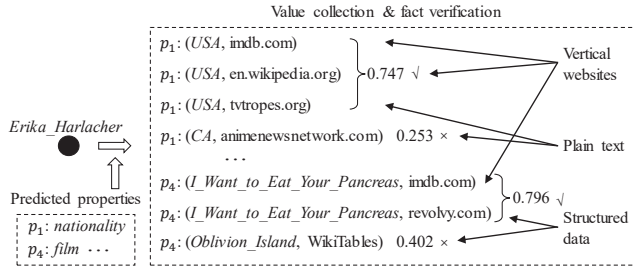 Value collection & fact verification
p₁: (USA, imdb.com)
p₁: (USA, en.wikipedia.org)
0.747 √
p₁: (USA, tvtropes.org)
p₁: (CA, animenewsnetwork.com) 0.253 ×
...
p₄: (I_Want_to_Eat_Your_Pancreas, imdb.com)
0.796 √
p₄: (I_Want_to_Eat_Your_Pancreas, revolvy.com)
p₄: (Oblivion_Island, WikiTables) 0.402 ×
Erika_Harlacher
Predicted properties
p₁: nationality
p₄: film ...
Vertical
websites
Plain text
Structured
data